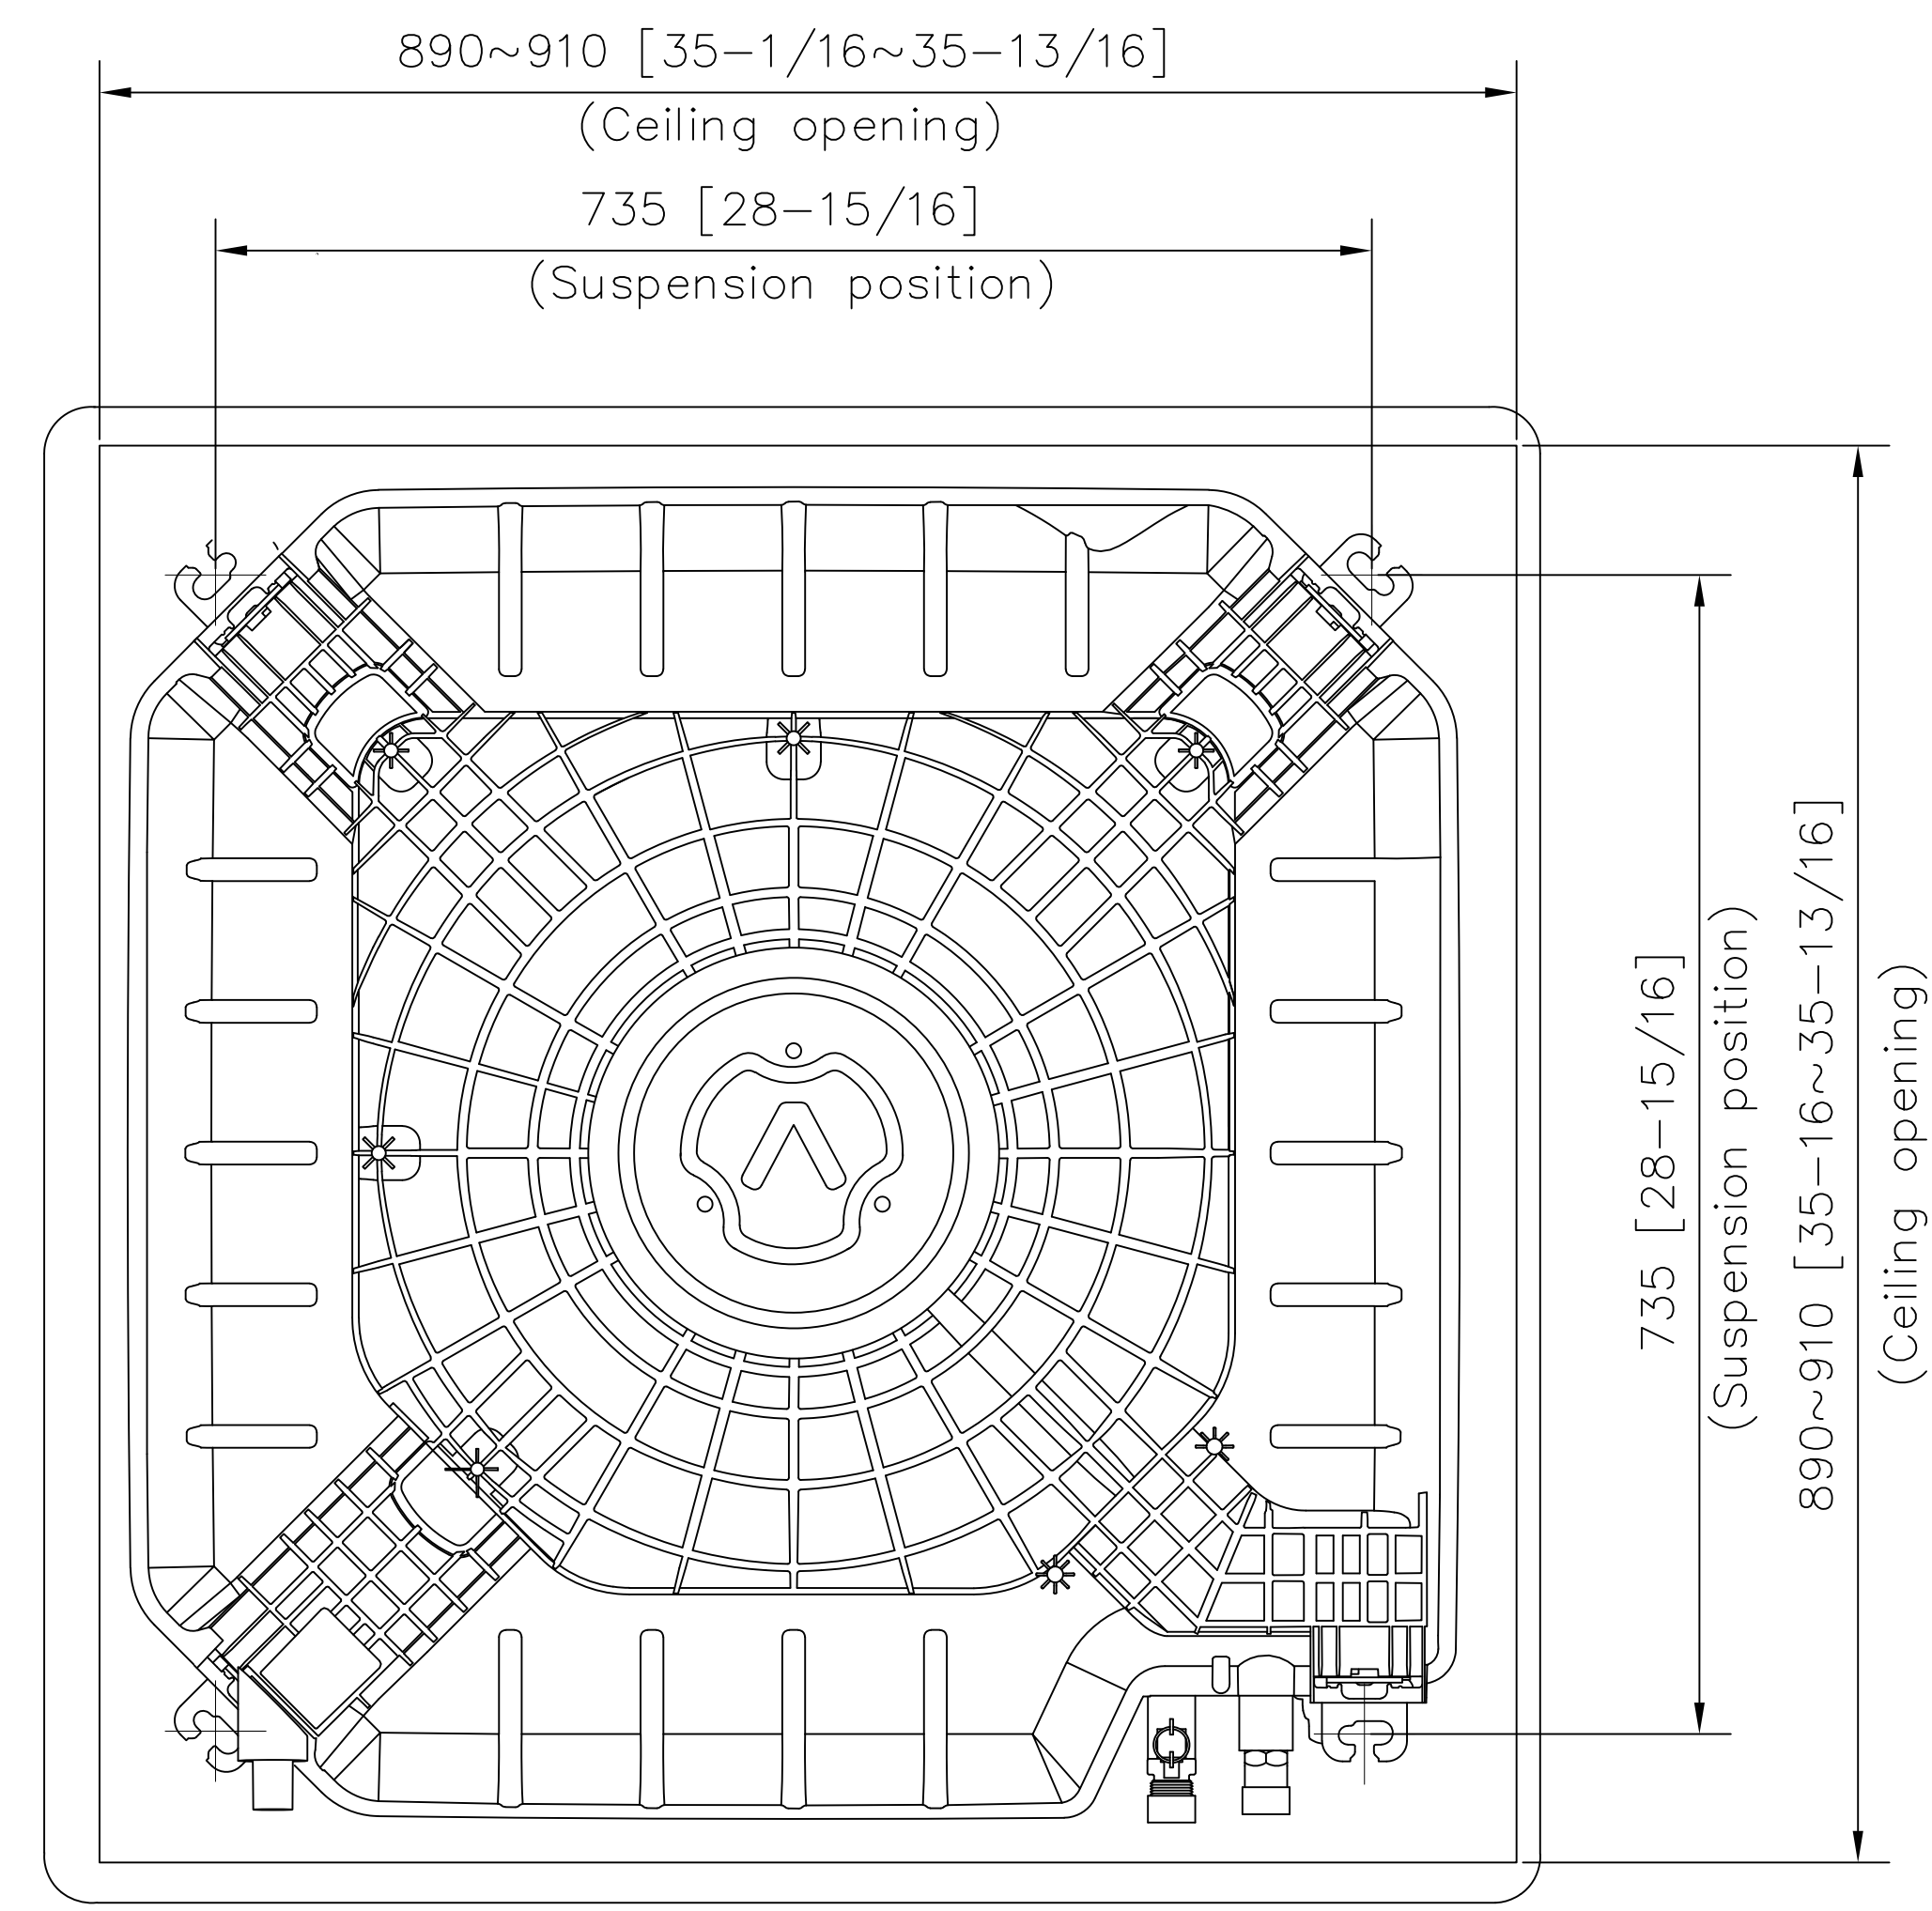 890~910 [35-1/16~35-13/16]
(Ceiling opening)
735 [28-15/16]
(Suspension position)
735 [28-15/16]
(Suspension position)
890~910 [35-16~35-13/16]
(Ceiling opening)